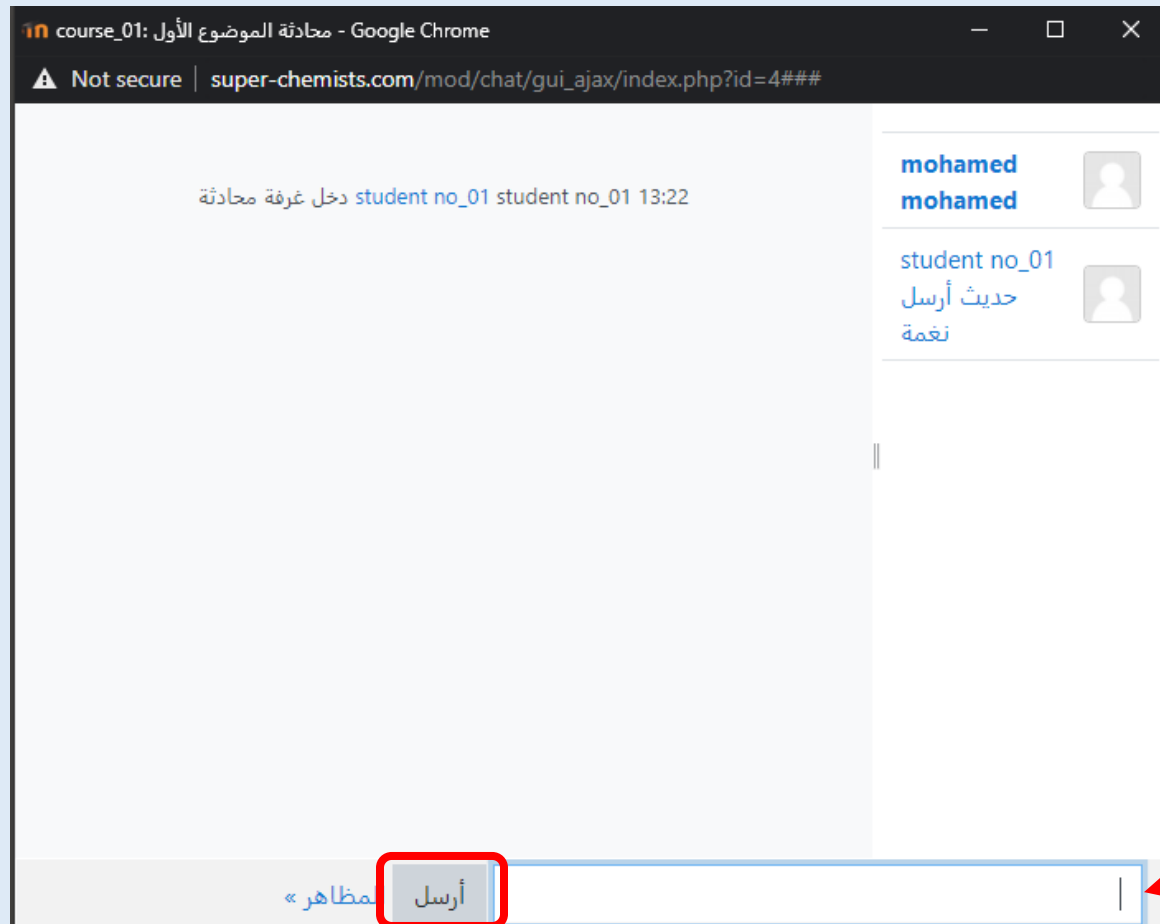 course_01: محادثة الموضوع الأول - Google Chrome
Not secure | super-chemists.com/mod/chat/gui_ajax/index.php?id=4###
13:22 student no_01 student no_01 دخل غرفة محادثة
mohamed
mohamed
student no_01
حديث أرسل
نغمة
أرسل
لمظاهر »